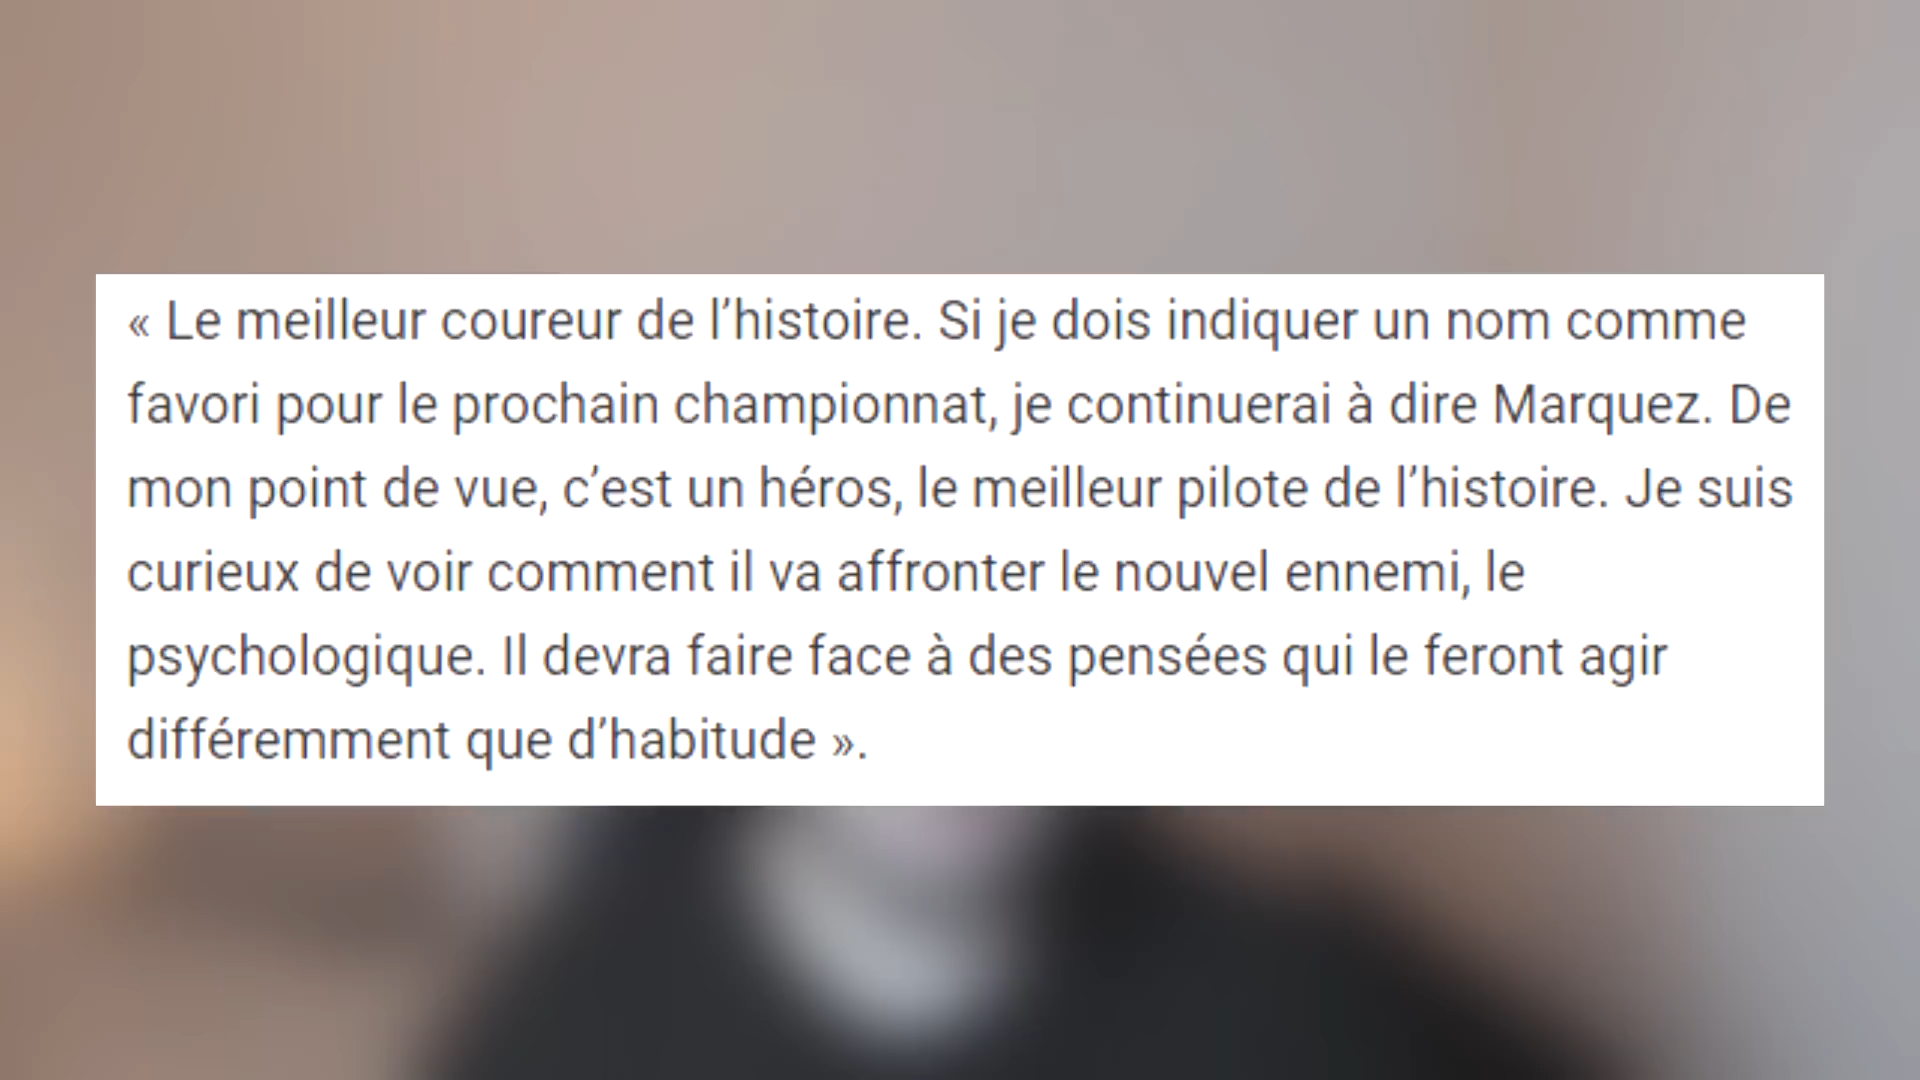 « Le meilleur coureur de l’histoire. Si je dois indiquer un nom comme
favori pour le prochain championnat, je continuerai à dire Marquez. De
mon point de vue, c’est un héros, le meilleur pilote de l’histoire. Je suis
curieux de voir comment il va affronter le nouvel ennemi, le
psychologique. Il devra faire face à des pensées qui le feront agir
différemment que d’habitude ».